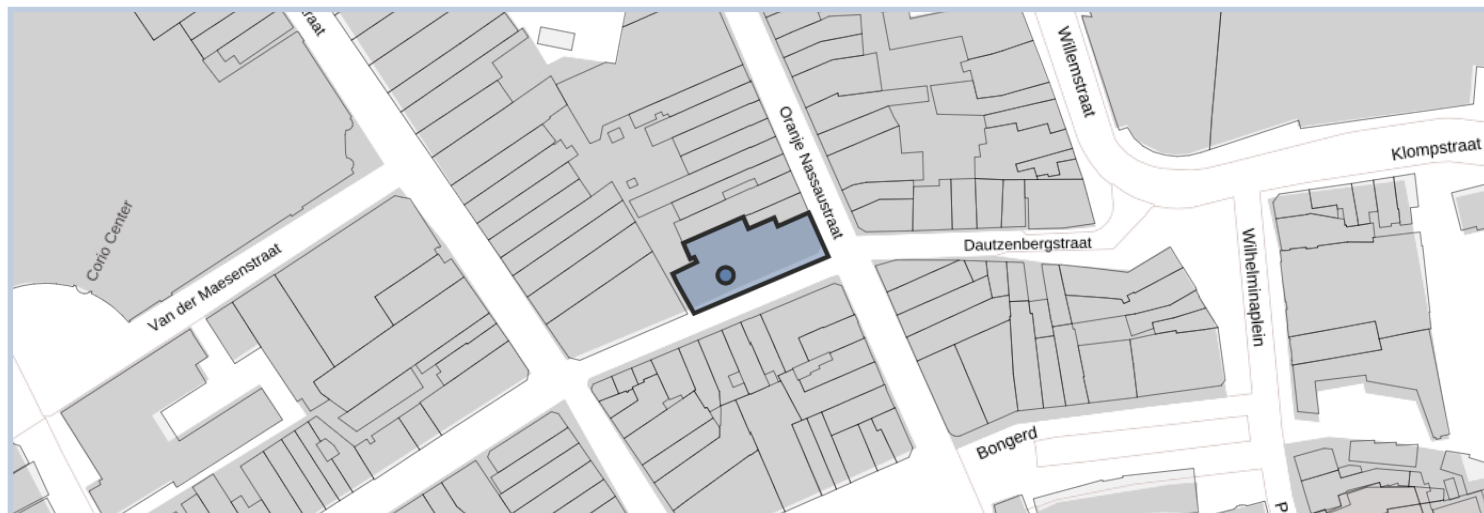 raat
Willemstraat
Oranje Nassaustraat
Klompstraat
Corio Center
Van der Maesenstraat
Dautzenbergstraat
Wilhelminaplein
Bongerd
P